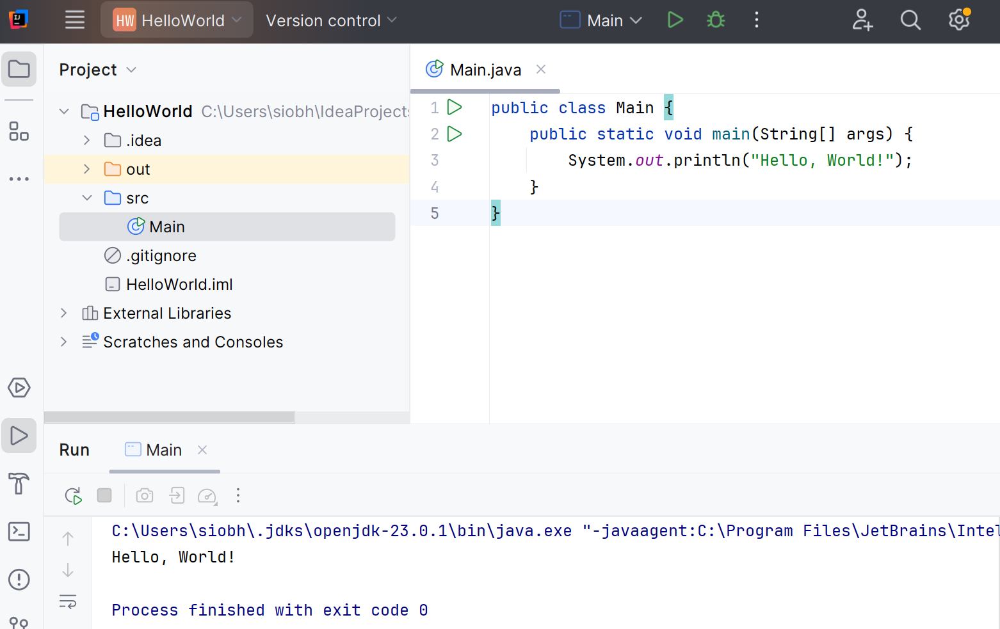 HW HelloWorld Version control Main
Project
HelloWorld C:\Users\siobh\IdeaProjects
.idea
out
src
Main
.gitignore
HelloWorld.iml
External Libraries
Scratches and Consoles
Main.java
1 public class Main {
2 public static void main(String[] args) {
3 System.out.println("Hello, World!");
4 }
5 }
Run Main
C:\Users\siobh\.jdks\openjdk-23.0.1\bin\java.exe "-javaagent:C:\Program Files\JetBrains\Intel
Hello, World!
Process finished with exit code 0